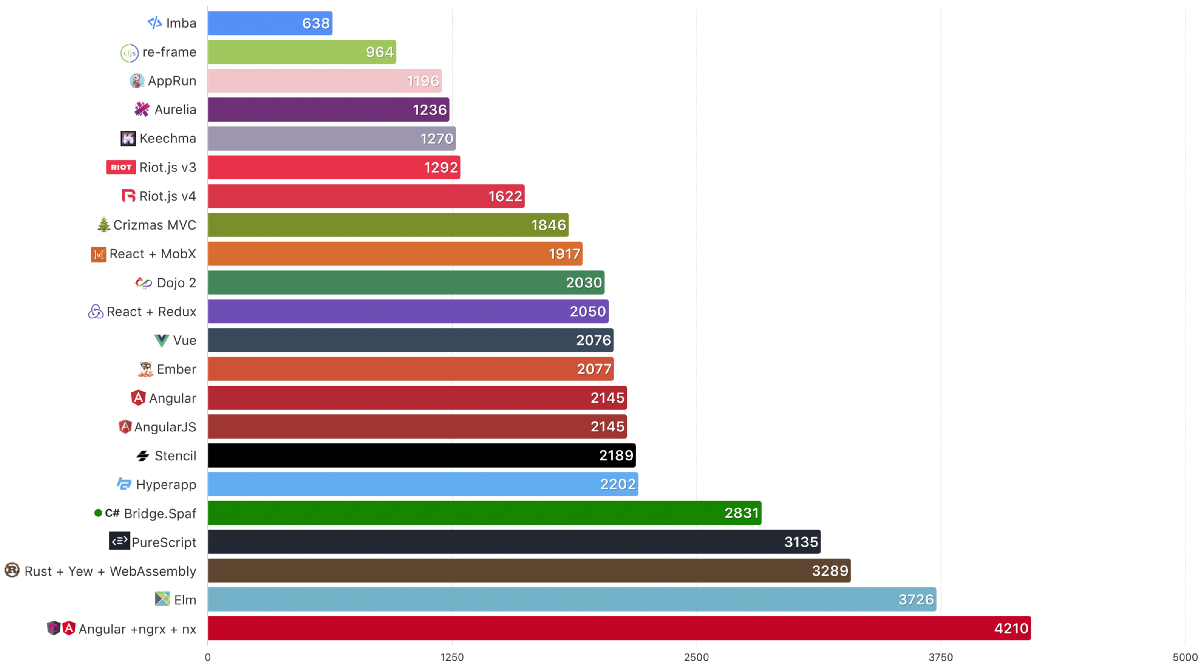 Imba 638
cljs re-frame 964
AppRun 1196
Aurelia 1236
Keechma 1270
RIOT Riot.js v3 1292
Riot.js v4 1622
Crizmas MVC 1846
M React + MobX 1917
Dojo 2 2030
React + Redux 2050
Vue 2076
Ember 2077
A Angular 2145
A AngularJS 2145
Stencil 2189
Hyperapp 2202
C# Bridge.Spaf 2831
PureScript 3135
R Rust + Yew + WebAssembly 3289
Elm 3726
A Angular +ngrx + nx 4210
0 1250 2500 3750 5000